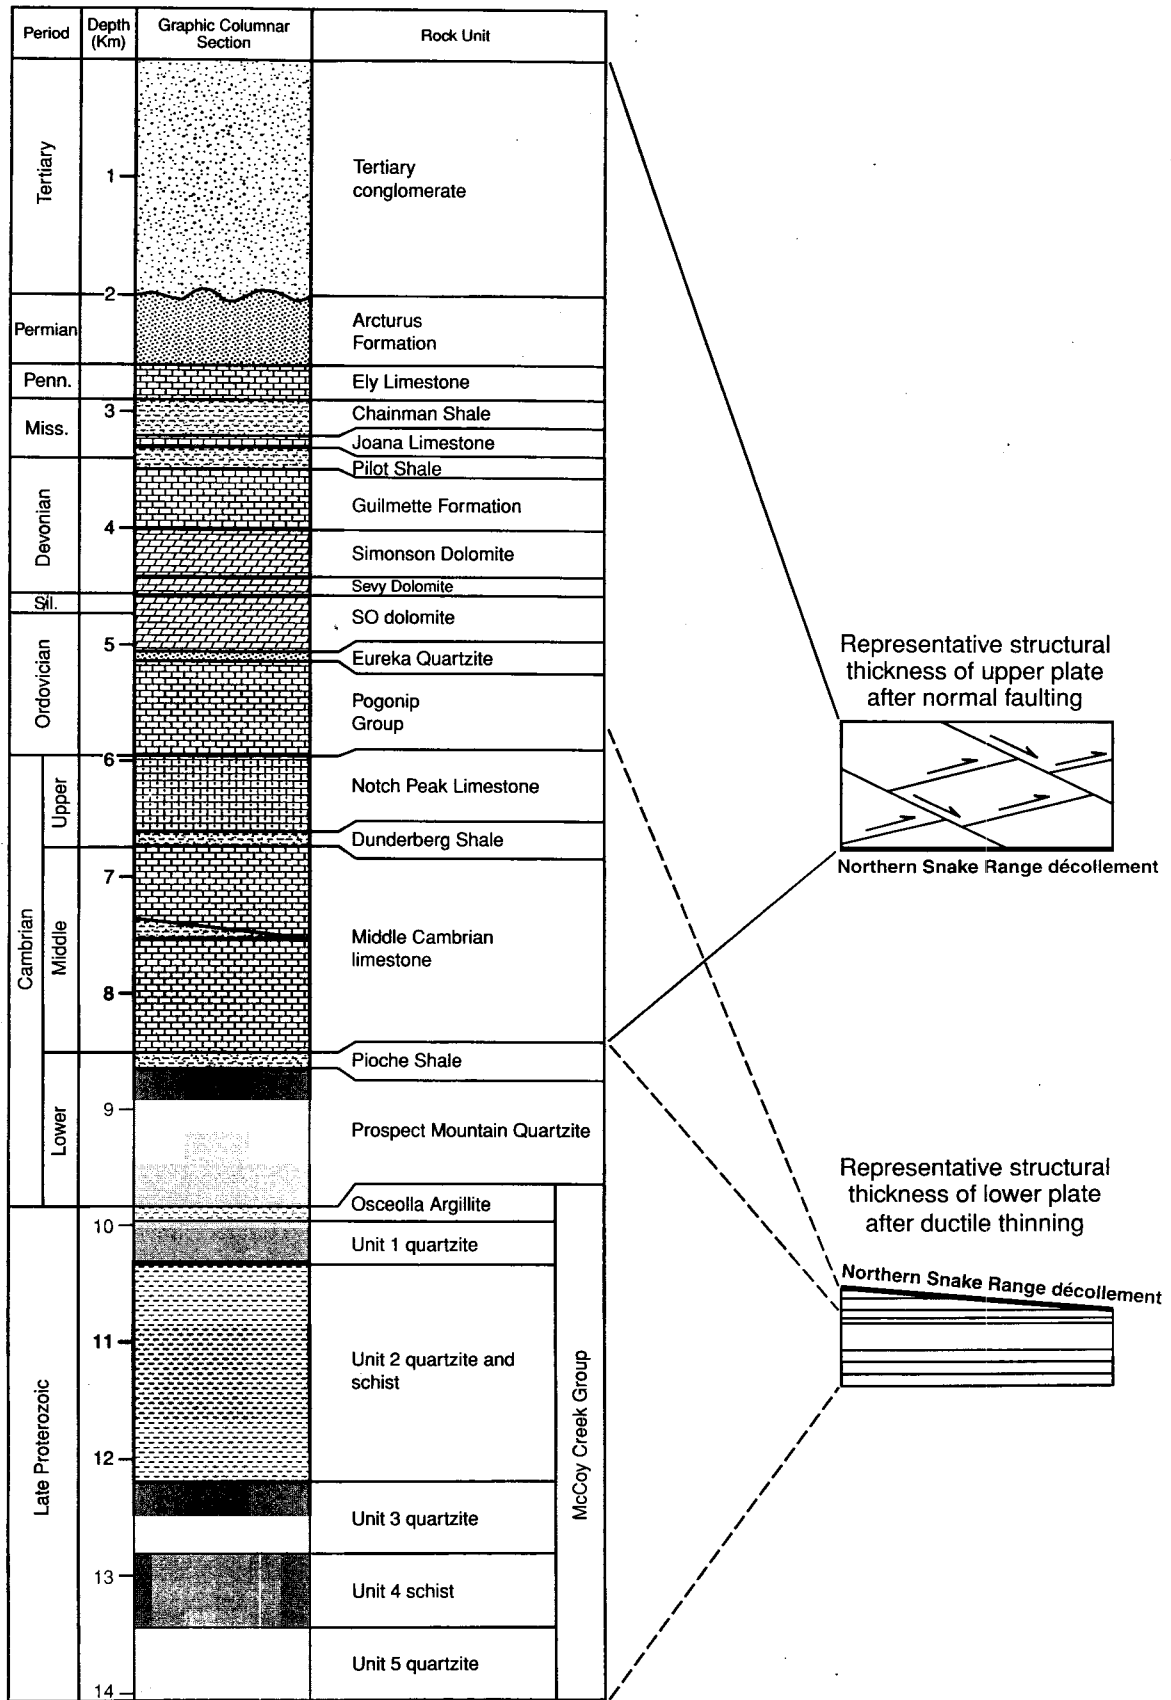 Period
Depth
(Km)
Graphic Columnar
Section
Rock Unit
Tertiary
1
Tertiary
conglomerate
2
Permian
Arcturus
Formation
Penn.
Ely Limestone
Miss.
3
Chainman Shale
Joana Limestone
Pilot Shale
Devonian
Guilmette Formation
4
Simonson Dolomite
Sevy Dolomite
Sil.
SO dolomite
Ordovician
5
Eureka Quartzite
Pogonip
Group
6
Cambrian
Upper
Notch Peak Limestone
Dunderberg Shale
Middle
7
Middle Cambrian
limestone
8
Lower
Pioche Shale
9
Prospect Mountain Quartzite
Late Proterozoic
Osceolla Argillite
10
Unit 1 quartzite
11
Unit 2 quartzite and
schist
McCoy Creek Group
12
Unit 3 quartzite
13
Unit 4 schist
Unit 5 quartzite
14
Representative structural
thickness of upper plate
after normal faulting
Northern Snake Range décollement
Representative structural
thickness of lower plate
after ductile thinning
Northern Snake Range décollement